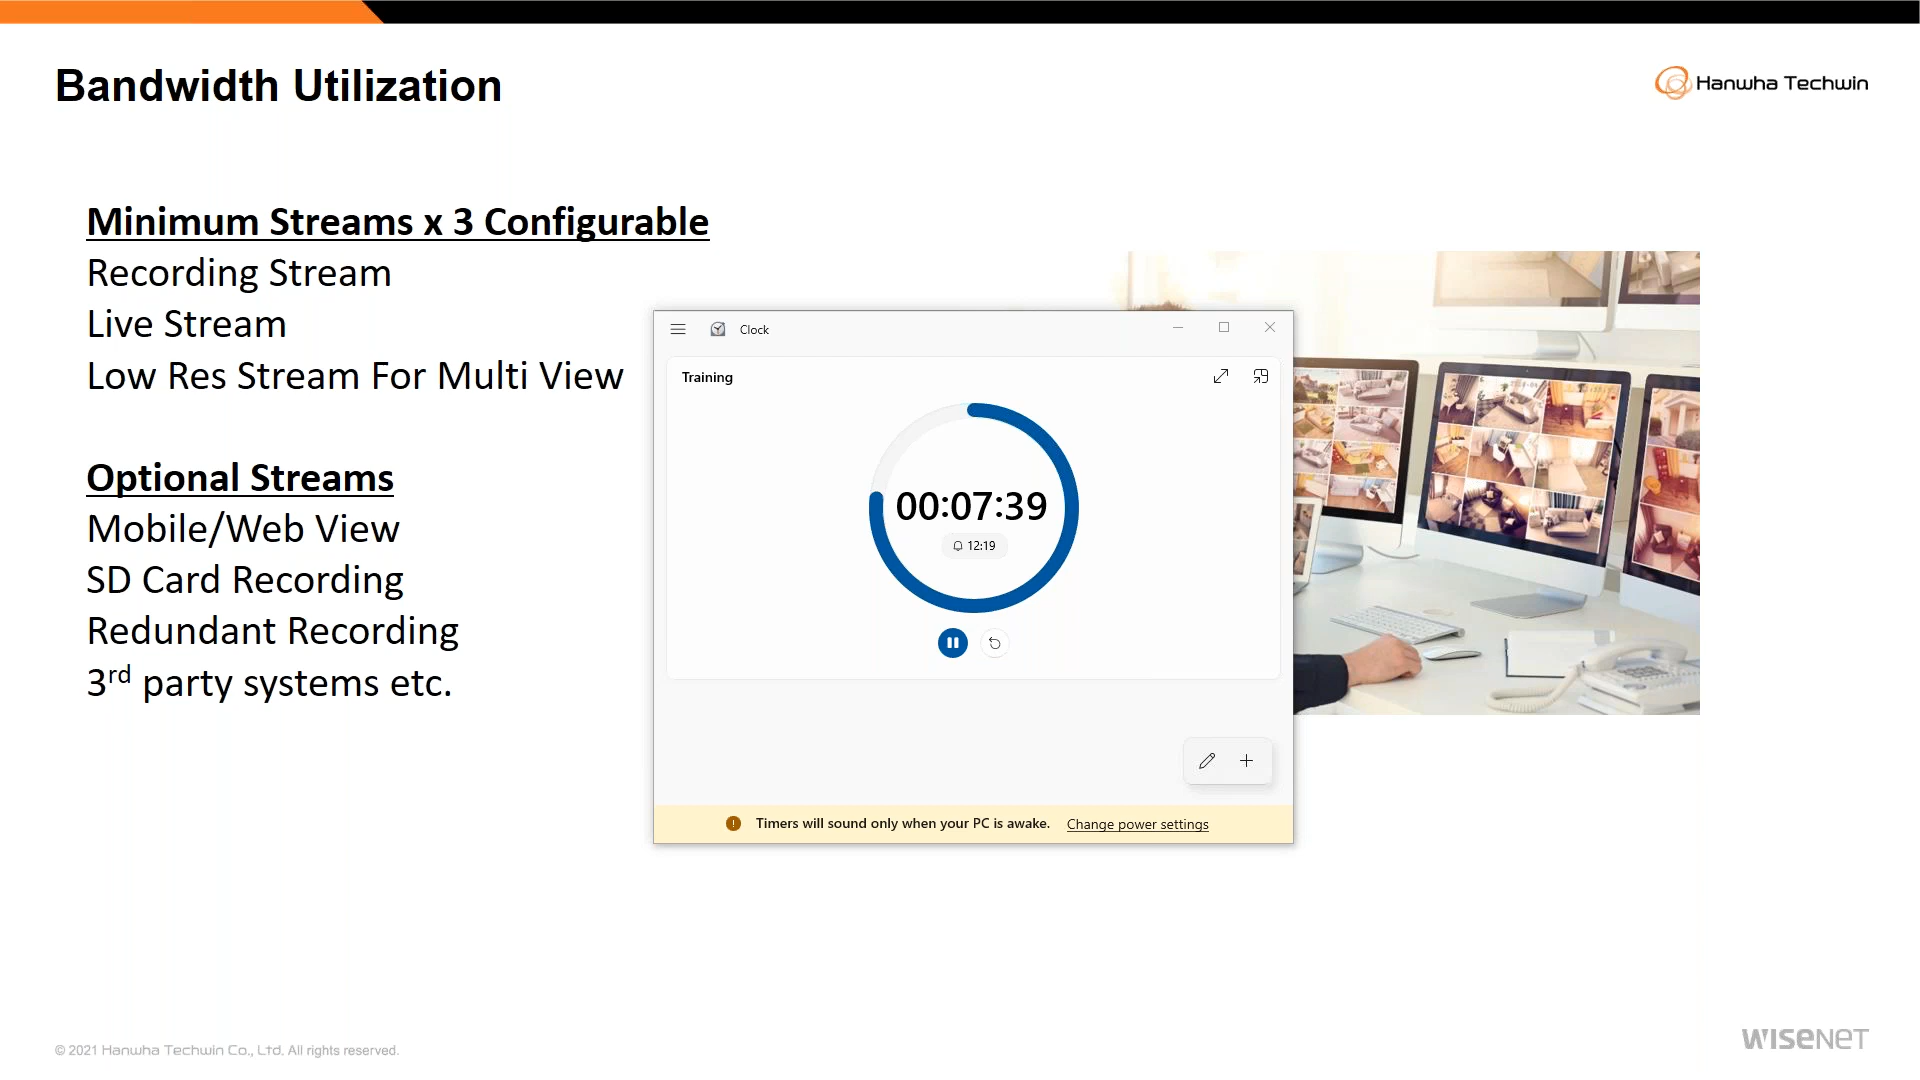 Bandwidth Utilization
Hanwha Techwin
Minimum Streams x 3 Configurable
Recording Stream
Live Stream
Low Res Stream For Multi View
Optional Streams
Mobile/Web View
SD Card Recording
Redundant Recording
3rd party systems etc.
Clock
Training
00:07:39
12:19
Timers will sound only when your PC is awake. Change power settings
© 2021 Hanwha Techwin Co., Ltd. All rights reserved.
WISENET